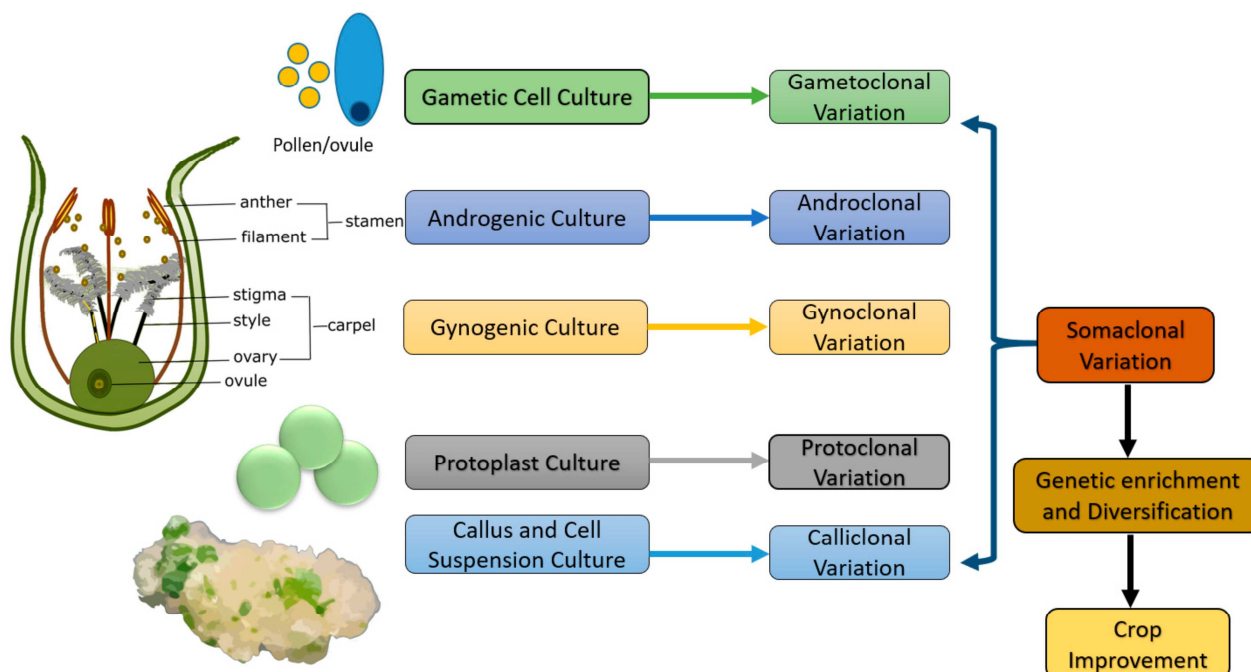 Pollen/ovule
anther
filament
stamen
stigma
style
carpel
ovary
ovule
Gametic Cell Culture
Gametoclonal
Variation
Androgenic Culture
Androclonal
Variation
Gynogenic Culture
Gynoclonal
Variation
Protoplast Culture
Protoclonal
Variation
Callus and Cell
Suspension Culture
Calliclonal
Variation
Somaclonal
Variation
Genetic enrichment
and Diversification
Crop
Improvement